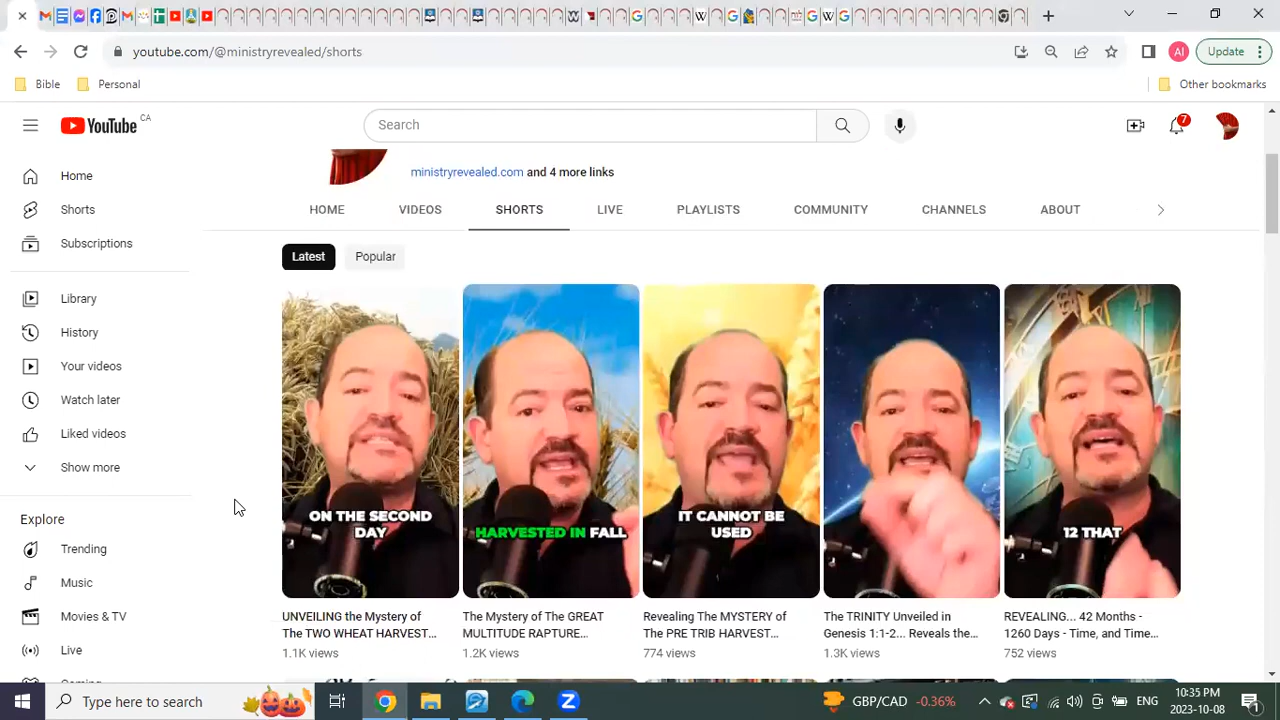 youtube.com/@ministryrevealed/shorts
AI
Update
Bible
Personal
Other bookmarks
YouTube CA
Search
7
Home
Shorts
Subscriptions
Library
History
Your videos
Watch later
Liked videos
Show more
Explore
Trending
Music
Movies & TV
Live
ministryrevealed.com and 4 more links
HOME VIDEOS SHORTS LIVE PLAYLISTS COMMUNITY CHANNELS ABOUT
Latest Popular
ON THE SECOND
DAY
HARVESTED IN FALL
IT CANNOT BE
USED
12 THAT
UNVEILING the Mystery of
The TWO WHEAT HARVEST...
1.1K views
The Mystery of The GREAT
MULTITUDE RAPTURE...
1.2K views
Revealing The MYSTERY of
The PRE TRIB HARVEST...
774 views
The TRINITY Unveiled in
Genesis 1:1-2... Reveals the...
1.3K views
REVEALING... 42 Months -
1260 Days - Time, and Time...
752 views
Type here to search
GBP/CAD -0.36%
ENG
10:35 PM
2023-10-08
1